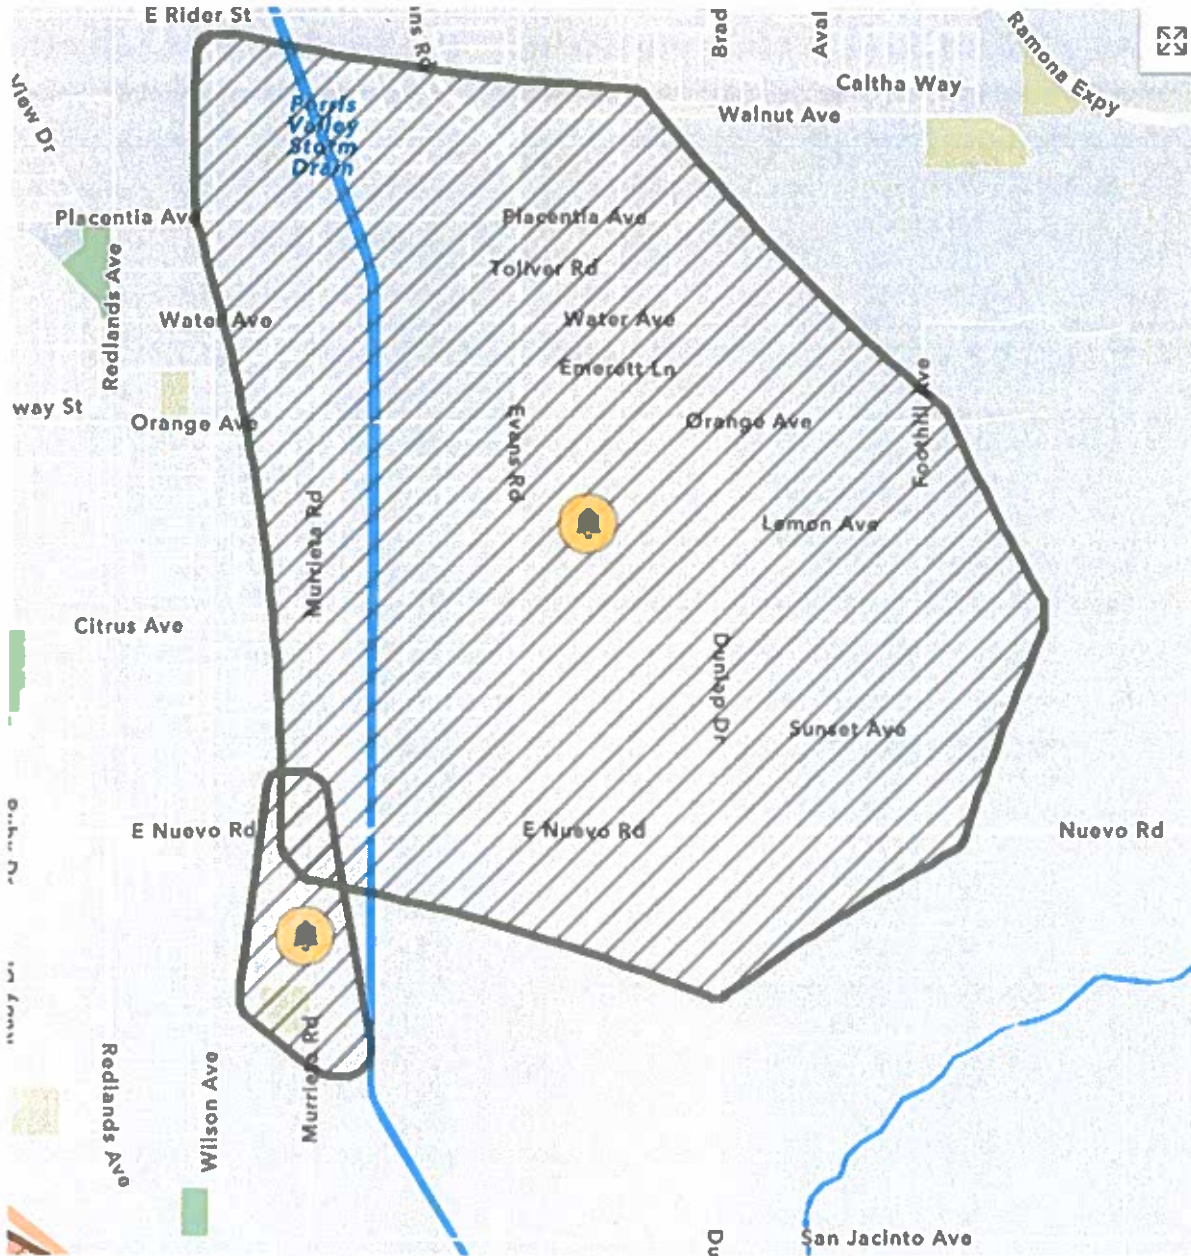 E Rider St
Brad
Aval
Ramona Expy
Caltha Way
Walnut Ave
View Dr
Perris
Valley
Storm
Drain
Placentia Ave
Placentia Ave
Redlands Ave
Tolliver Rd
Water Ave
Water Ave
Emerett Ln
way St
Orange Ave
Evans Rd
Orange Ave
Foothill Ave
Murrieta Rd
Lemon Ave
Citrus Ave
Dunlap Dr
Sunset Ave
E Nuevo Rd
E Nuevo Rd
Nuevo Rd
Redlands Ave
Wilson Ave
Murrieta Rd
San Jacinto Ave